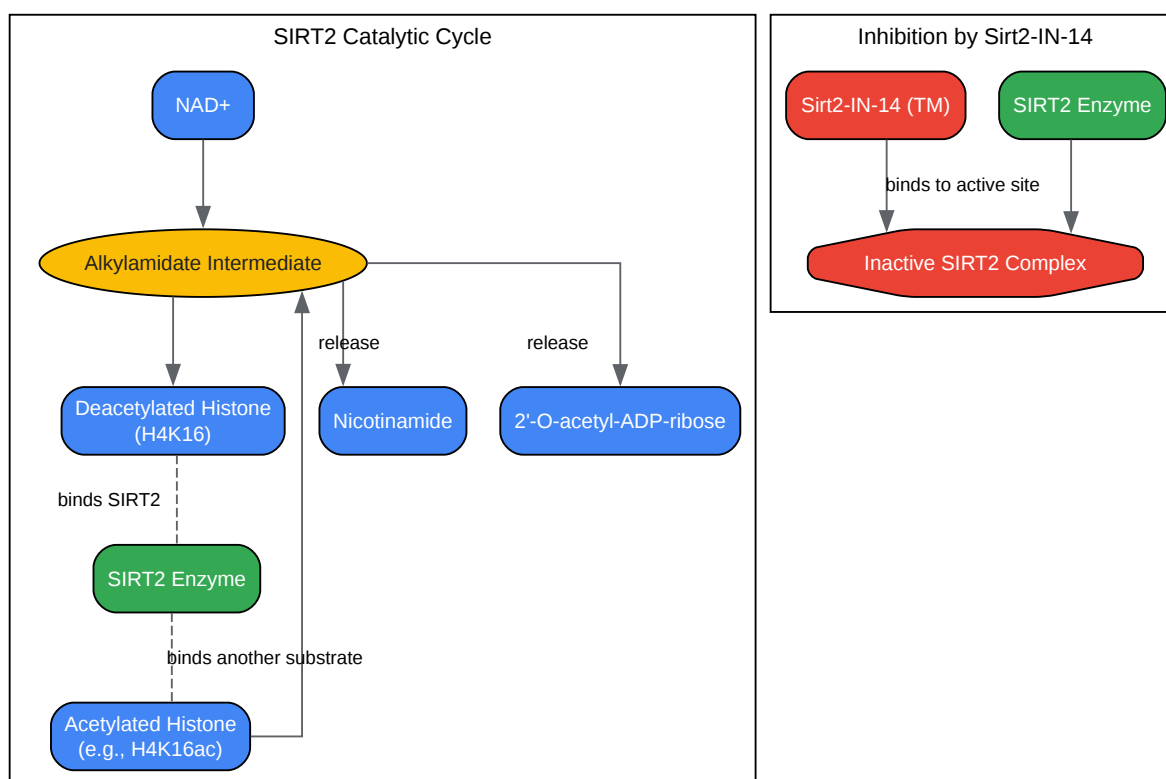 SIRT2 Catalytic Cycle
NAD+
Alkylamidate Intermediate
release
release
Deacetylated Histone
(H4K16)
Nicotinamide
2'-O-acetyl-ADP-ribose
binds SIRT2
SIRT2 Enzyme
binds another substrate
Acetylated Histone
(e.g., H4K16ac)
Inhibition by Sirt2-IN-14
Sirt2-IN-14 (TM)
SIRT2 Enzyme
binds to active site
Inactive SIRT2 Complex